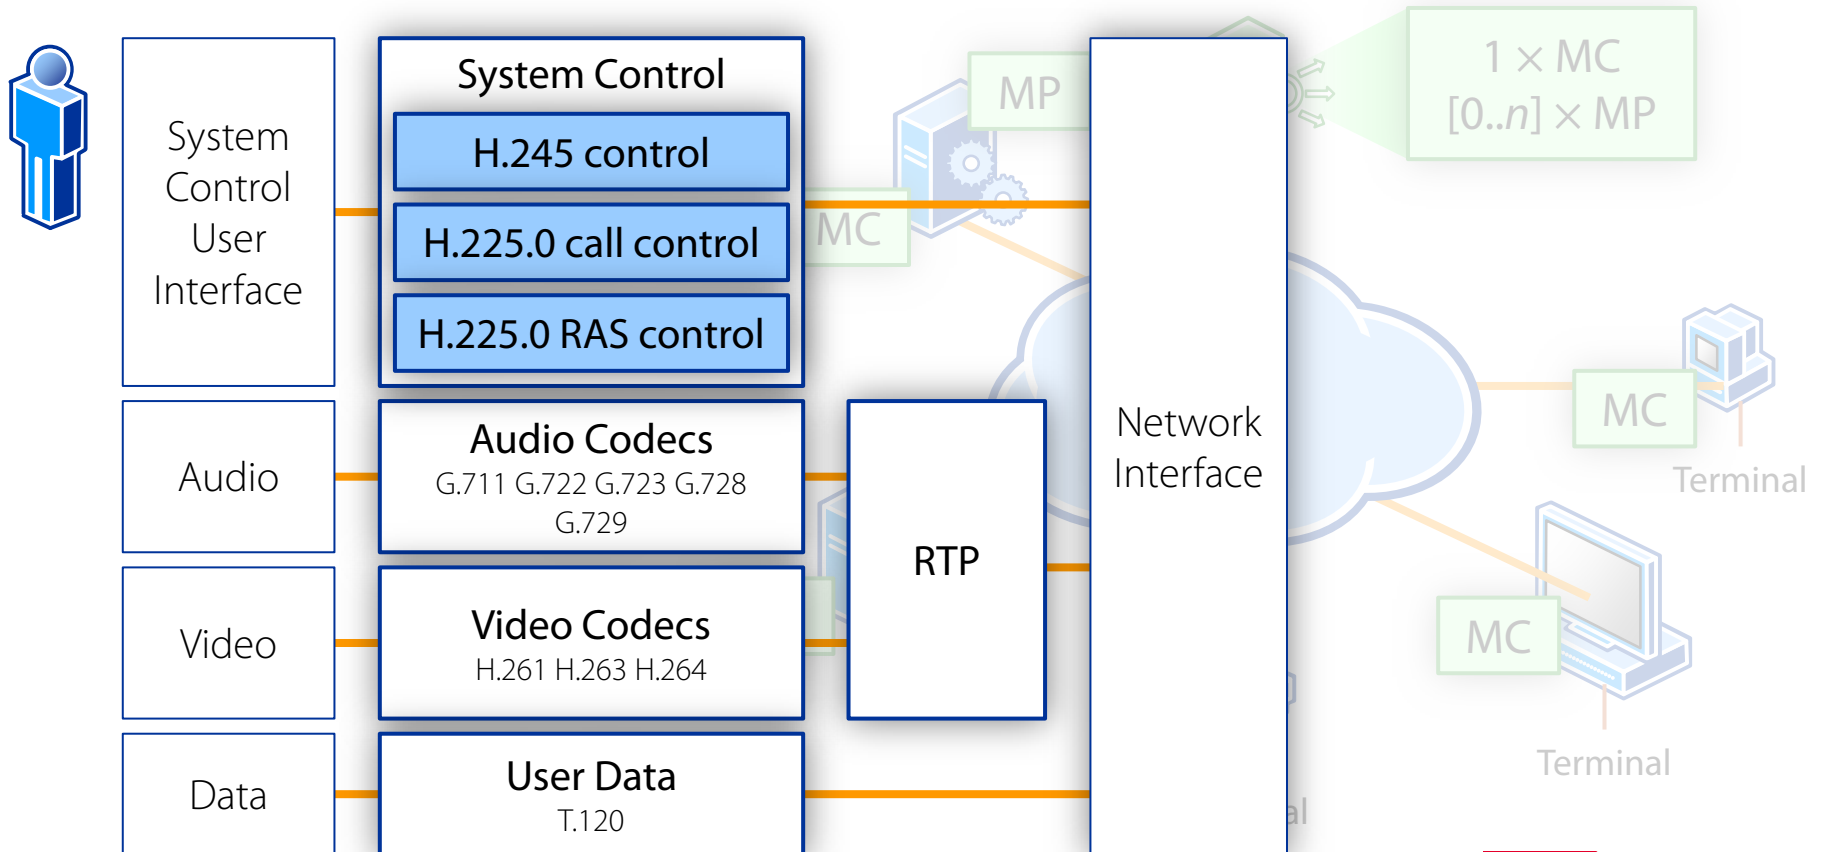 System
Control
User
Interface
System Control
H.245 control
H.225.0 call control
H.225.0 RAS control
Audio
Audio Codecs
G.711 G.722 G.723 G.728
G.729
Video
Video Codecs
H.261 H.263 H.264
Data
User Data
T.120
RTP
Network
Interface
MP
MC
1 × MC
[0..n] × MP
MC
Terminal
MC
Terminal